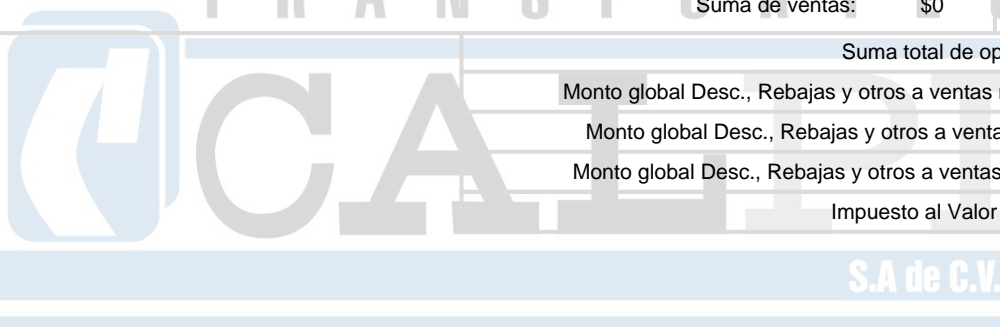 Suma de ventas: $0
Suma total de op
Monto global Desc., Rebajas y otros a ventas
Monto global Desc., Rebajas y otros a venta
Monto global Desc., Rebajas y otros a ventas
Impuesto al Valor
CALP
S.A de C.V.